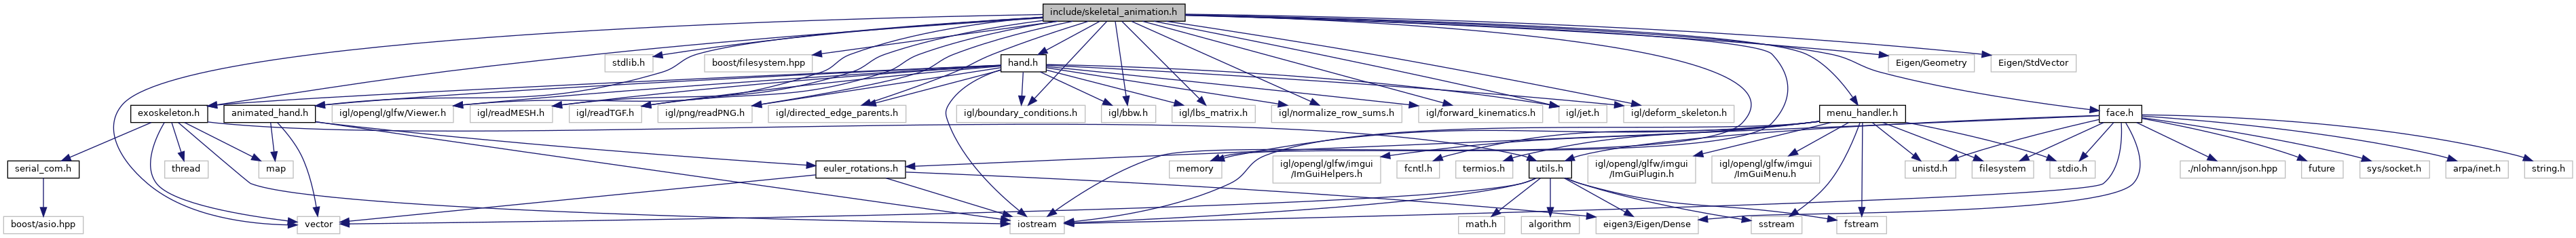 include/skeletal_animation.h
stdlib.h
boost/filesystem.hpp
hand.h
Eigen/Geometry
Eigen/StdVector
exoskeleton.h
animated_hand.h
igl/opengl/glfw/Viewer.h
igl/readMESH.h
igl/readTGF.h
igl/png/readPNG.h
igl/directed_edge_parents.h
igl/boundary_conditions.h
igl/bbw.h
igl/lbs_matrix.h
igl/normalize_row_sums.h
igl/forward_kinematics.h
igl/jet.h
igl/deform_skeleton.h
menu_handler.h
face.h
serial_com.h
thread
map
euler_rotations.h
memory
igl/opengl/glfw/imgui
/ImGuiHelpers.h
fcntl.h
termios.h
utils.h
igl/opengl/glfw/imgui
/ImGuiPlugin.h
igl/opengl/glfw/imgui
/ImGuiMenu.h
unistd.h
filesystem
stdio.h
./nlohmann/json.hpp
future
sys/socket.h
arpa/inet.h
string.h
boost/asio.hpp
vector
iostream
math.h
algorithm
eigen3/Eigen/Dense
sstream
fstream